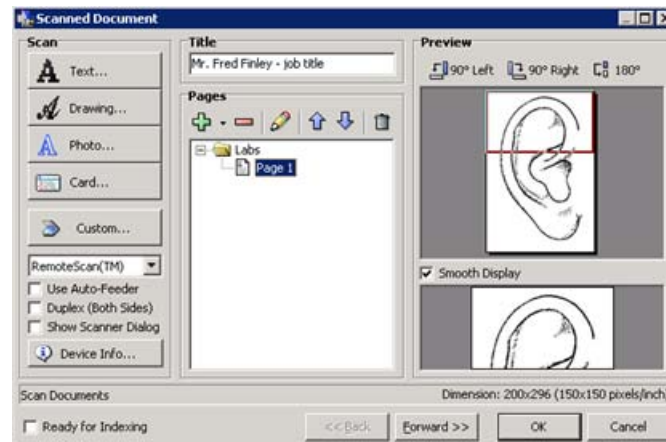 Scanned Document
Scan
Text...
Drawing...
Photo...
Card...
Custom...
RemoteScan(TM)
Use Auto-Feeder
Duplex (Both Sides)
Show Scanner Dialog
Device Info...
Title
Mr. Fred Finley - job title
Pages
Labs
Page 1
Preview
90° Left 90° Right 180°
Smooth Display
Scan Documents
Dimension: 200x296 (150x150 pixels/inch
Ready for Indexing
<< Back
Forward >>
OK
Cancel